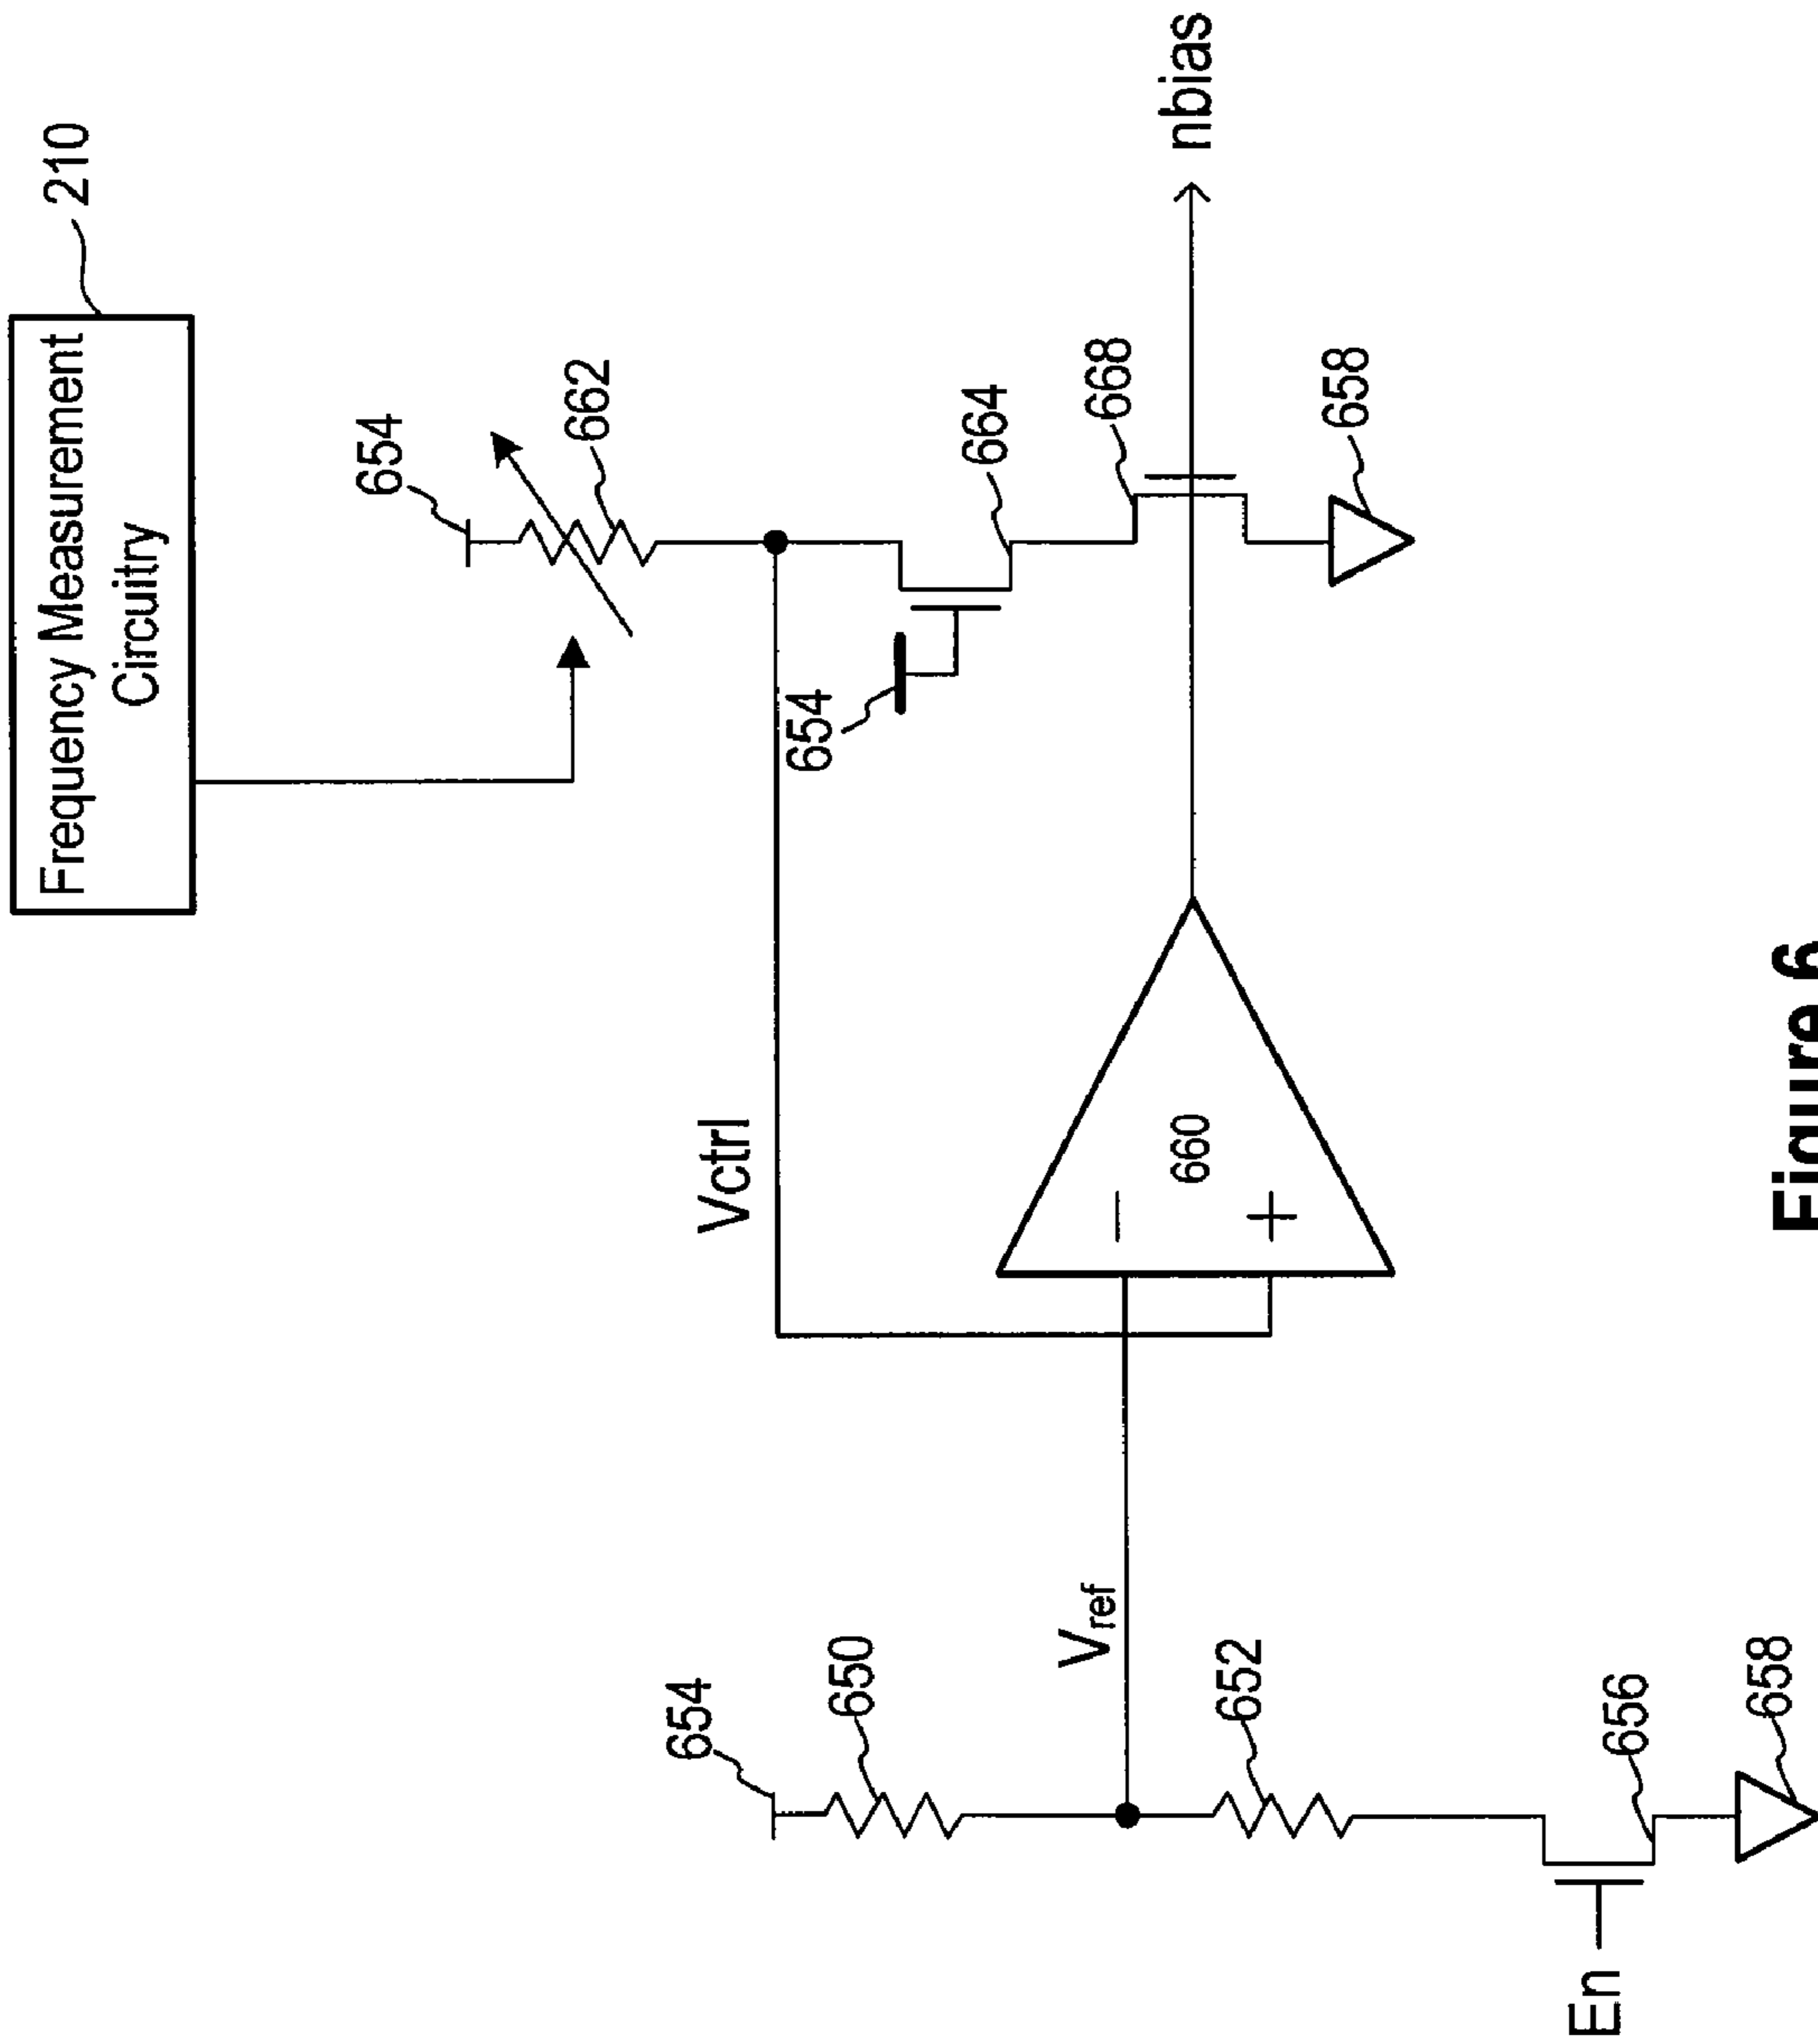 Frequency Measurement
Circuitry
210
654
662
654
664
668
nbias
658
Vctrl
660
−
+
654
650
Vref
652
656
658
En
Figure 6